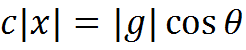 c|x| = |g| cos θ